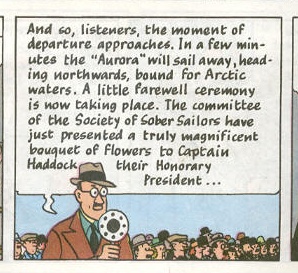 And so, listeners, the moment of
departure approaches. In a few min-
utes the "Aurora" will sail away, head-
ing northwards, bound for Arctic
waters. A little farewell ceremony
is now taking place. The committee
of the Society of Sober Sailors have
just presented a truly magnificent
bouquet of flowers to Captain
Haddock their Honorary
President...